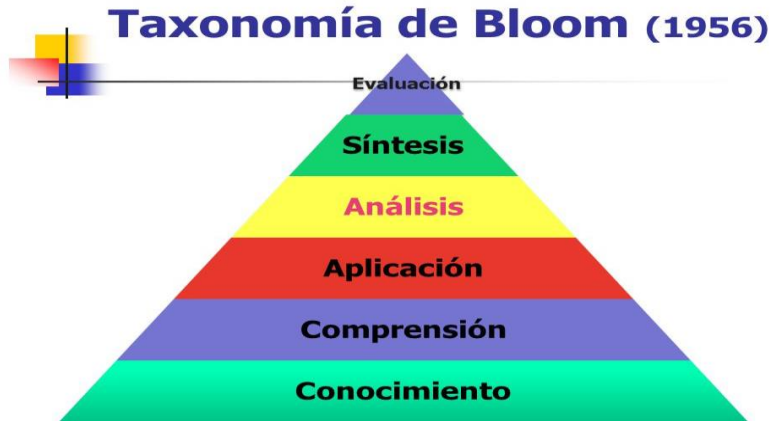 Taxonomía de Bloom (1956)
Evaluación
Síntesis
Análisis
Aplicación
Comprensión
Conocimiento